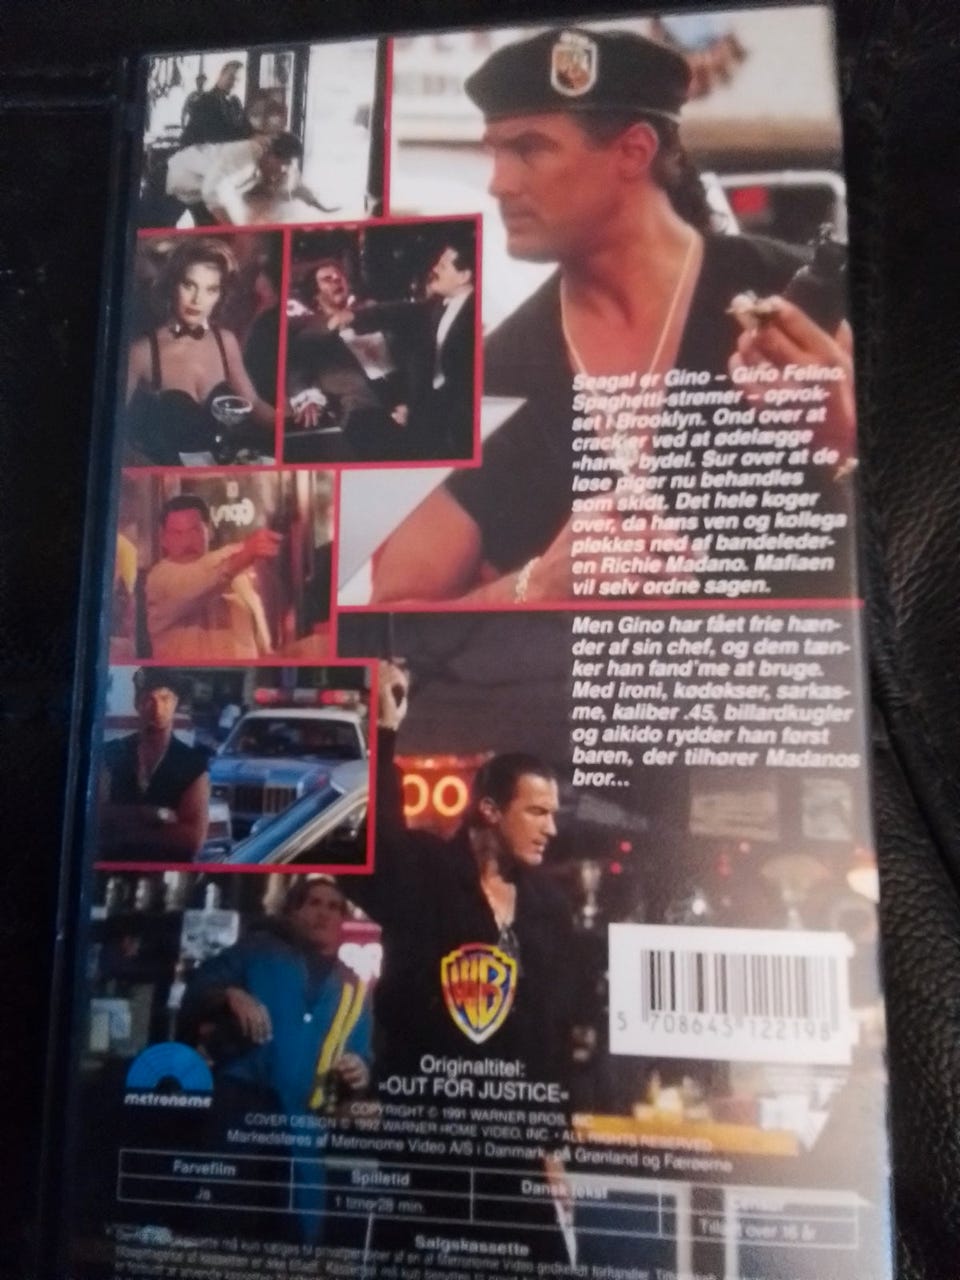 Seagal er Gino – Gino Felino.
Spaghetti-strømer – opvok-
set i Brooklyn. Ond over at
crack er ved at ødelægge
»hans« bydel. Sur over at de
løse piger nu behandles
som skidt. Det hele koger
over, da hans ven og kollega
pløkkes ned af bandeleder-
en Richie Madano. Mafiaen
vil selv ordne sagen.
Men Gino har fået frie hæn-
der af sin chef, og dem tæn-
ker han fand'me at bruge.
Med ironi, kødøkser, sarkas-
me, kaliber .45, billardkugler
og aikido rydder han først
baren, der tilhører Madanos
bror...
WB
5 708645 122198
metronome
Originaltitel:
»OUT FOR JUSTICE«
COPYRIGHT © 1991 WARNER BROS. INC.
COVER DESIGN © 1992 WARNER HOME VIDEO, INC. • ALL RIGHTS RESERVED
Markedsføres af Metronome Video A/S i Danmark, på Grønland og Færøerne
Farvefilm Spilletid Dansk tekst
Ja 1 time 28 min. over 16 år
Salgskassette